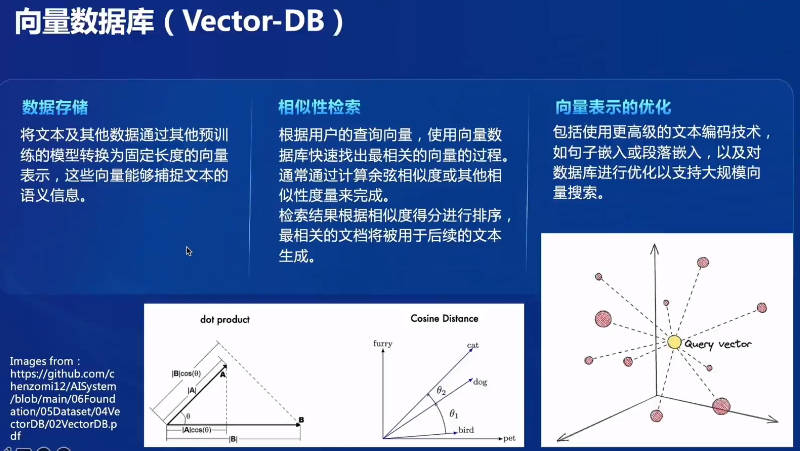 向量数据库（Vector-DB）
数据存储
将文本及其他数据通过其他预训
练的模型转换为固定长度的向量
表示，这些向量能够捕捉文本的
语义信息。
相似性检索
根据用户的查询向量，使用向量数
据库快速找出最相关的向量的过程。
通常通过计算余弦相似度或其他相
似性度量来完成。
检索结果根据相似度得分进行排序，
最相关的文档将被用于后续的文本
生成。
向量表示的优化
包括使用更高级的文本编码技术，
如句子嵌入或段落嵌入，以及对
数据库进行优化以支持大规模向
量搜索。
Images from：
https://github.com/c
henzomi12/AISystem
/blob/main/06Found
ation/05Dataset/04Ve
ctorDB/02VectorDB.p
df
dot product
|B|cos(θ)
A
|A|
θ
|A|cos(θ)
B
|B|
Cosine Distance
furry
cat
dog
θ2
θ1
bird
pet
Query vector